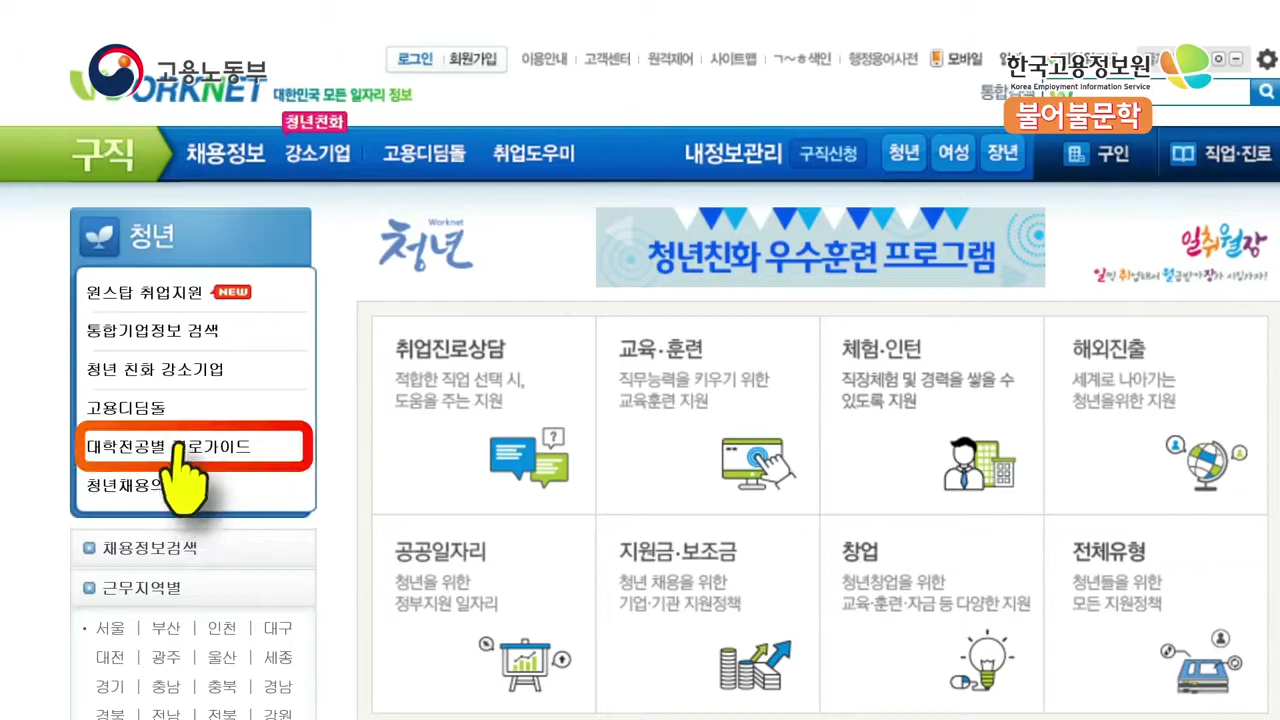 고용노동부
WORKNET 대한민국 모든 일자리 정보
로그인 회원가입 이용안내 고객센터 원격제어 사이트맵 ㄱ~ㅎ색인 행정용어사전 모바일
한국고용정보원
Korea Employment Information Service
통합검색
불어불문학
청년친화
구직 채용정보 강소기업 고용디딤돌 취업도우미 내정보관리 구직신청 청년 여성 장년 구인 직업·진로
청년
원스탑 취업지원 NEW
통합기업정보 검색
청년 친화 강소기업
고용디딤돌
대학전공별 로가이드
청년채용
채용정보검색
근무지역별
· 서울 | 부산 | 인천 | 대구
대전 | 광주 | 울산 | 세종
경기 | 충남 | 충북 | 경남
경북 | 전남 | 전북 | 강원
Worknet
청년
청년친화 우수훈련 프로그램
일취월장
취업진로상담
적합한 직업 선택 시,
도움을 주는 지원
교육·훈련
직무능력을 키우기 위한
교육훈련 지원
체험·인턴
직장체험 및 경력을 쌓을 수
있도록 지원
해외진출
세계로 나아가는
청년을위한 지원
공공일자리
청년을 위한
정부지원 일자리
지원금·보조금
청년 채용을 위한
기업·기관 지원정책
창업
청년창업을 위한
교육·훈련·자금 등 다양한 지원
전체유형
청년들을 위한
모든 지원정책